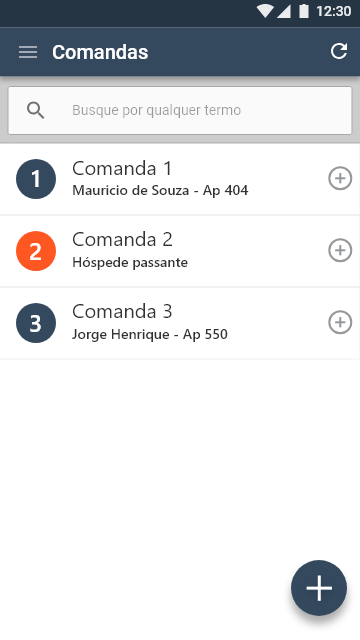 12:30
Comandas
Busque por qualquer termo
1
Comanda 1
Mauricio de Souza - Ap 404
2
Comanda 2
Hóspede passante
3
Comanda 3
Jorge Henrique - Ap 550